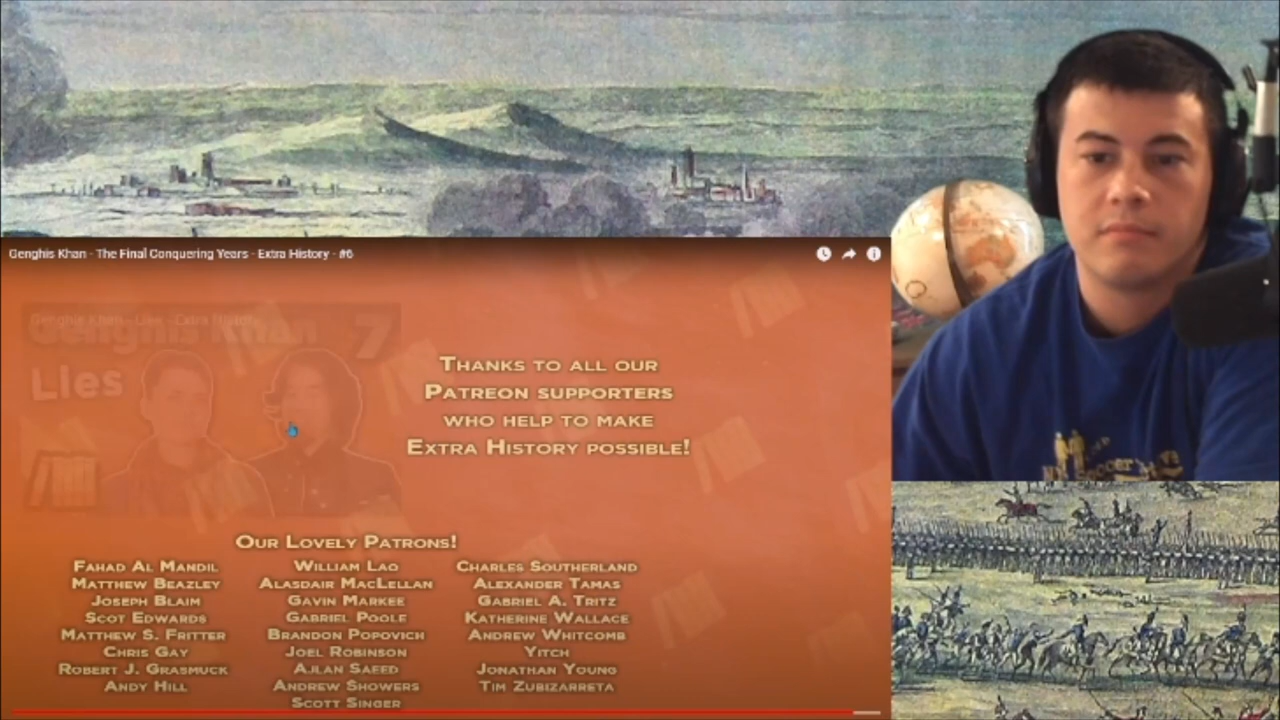 Genghis Khan - The Final Conquering Years - Extra History - #6
Genghis Khan 7
Lies
Thanks to all our
Patreon supporters
who help to make
Extra History possible!
Our Lovely Patrons!
Fahad Al Mandil
William Lao
Charles Southerland
Matthew Beazley
Alasdair MacLellan
Alexander Tamas
Joseph Blaim
Gavin Markee
Gabriel A. Tritz
Scot Edwards
Gabriel Poole
Katherine Wallace
Matthew S. Fritter
Brandon Popovich
Andrew Whitcomb
Chris Gay
Joel Robinson
Yitch
Robert J. Grasmuck
Ajlan Saeed
Jonathan Young
Andy Hill
Andrew Showers
Tim Zubizarreta
Scott Singer